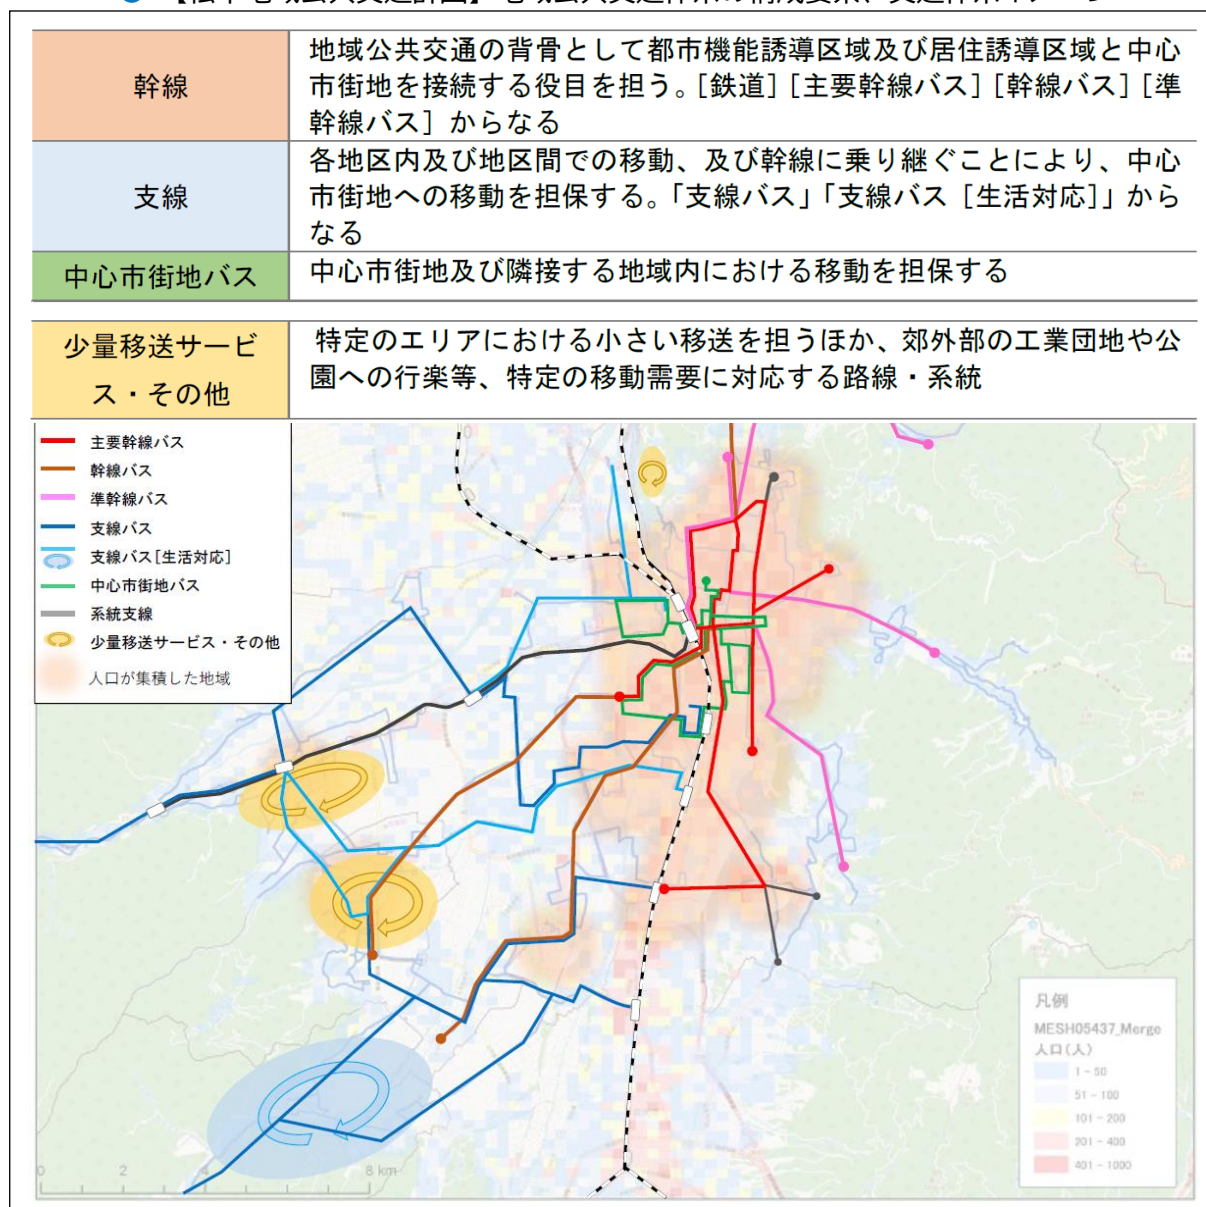 幹線
地域公共交通の背骨として都市機能誘導区域及び居住誘導区域と中心
市街地を接続する役目を担う。［鉄道］［主要幹線バス］［幹線バス］［準
幹線バス］からなる
支線
各地区内及び地区間での移動、及び幹線に乗り継ぐことにより、中心
市街地への移動を担保する。「支線バス」「支線バス［生活対応］」から
なる
中心市街地バス
中心市街地及び隣接する地域内における移動を担保する
少量移送サービ
ス・その他
特定のエリアにおける小さい移送を担うほか、郊外部の工業団地や公
園への行楽等、特定の移動需要に対応する路線・系統
主要幹線バス
幹線バス
準幹線バス
支線バス
支線バス[生活対応]
中心市街地バス
系統支線
少量移送サービス・その他
人口が集積した地域
凡例
MESH05437_Merge
人口(人)
1 - 50
51 - 100
101 - 200
201 - 400
401 - 1000
0 2 4 8 km